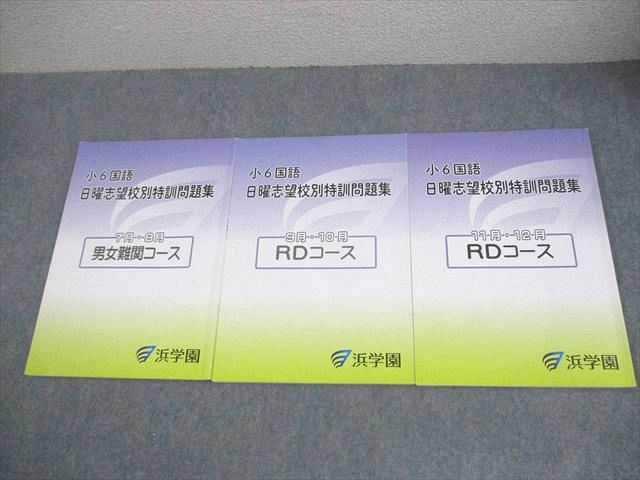 小6国語
日曜志望校別特訓問題集
7月・8月
男女難関コース
浜学園
小6国語
日曜志望校別特訓問題集
9月・10月
RDコース
浜学園
小6国語
日曜志望校別特訓問題集
11月・12月
RDコース
浜学園